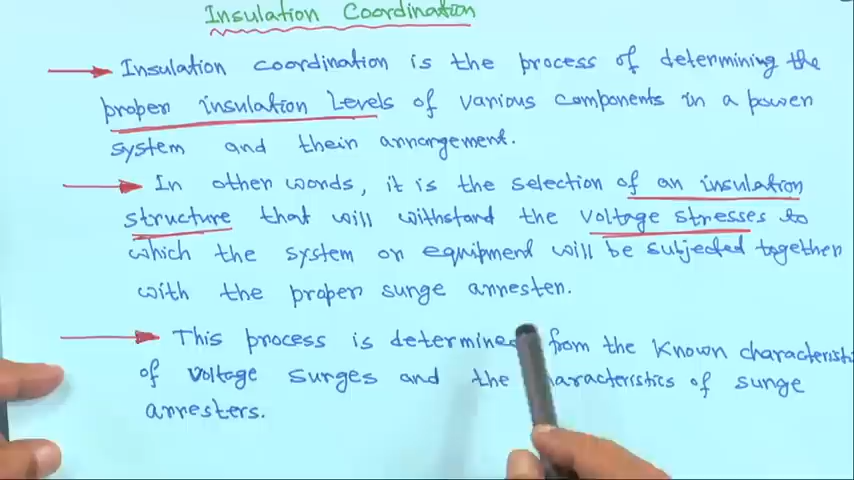 Insulation Coordination
Insulation coordination is the process of determining the
proper insulation Levels of various components in a power
system and their arrangement.
In other words, it is the selection of an insulation
structure that will withstand the voltage stresses to
which the system or equipment will be subjected together
with the proper surge arrester.
This process is determined from the known
of voltage surges and the characteristics of surge
arresters.